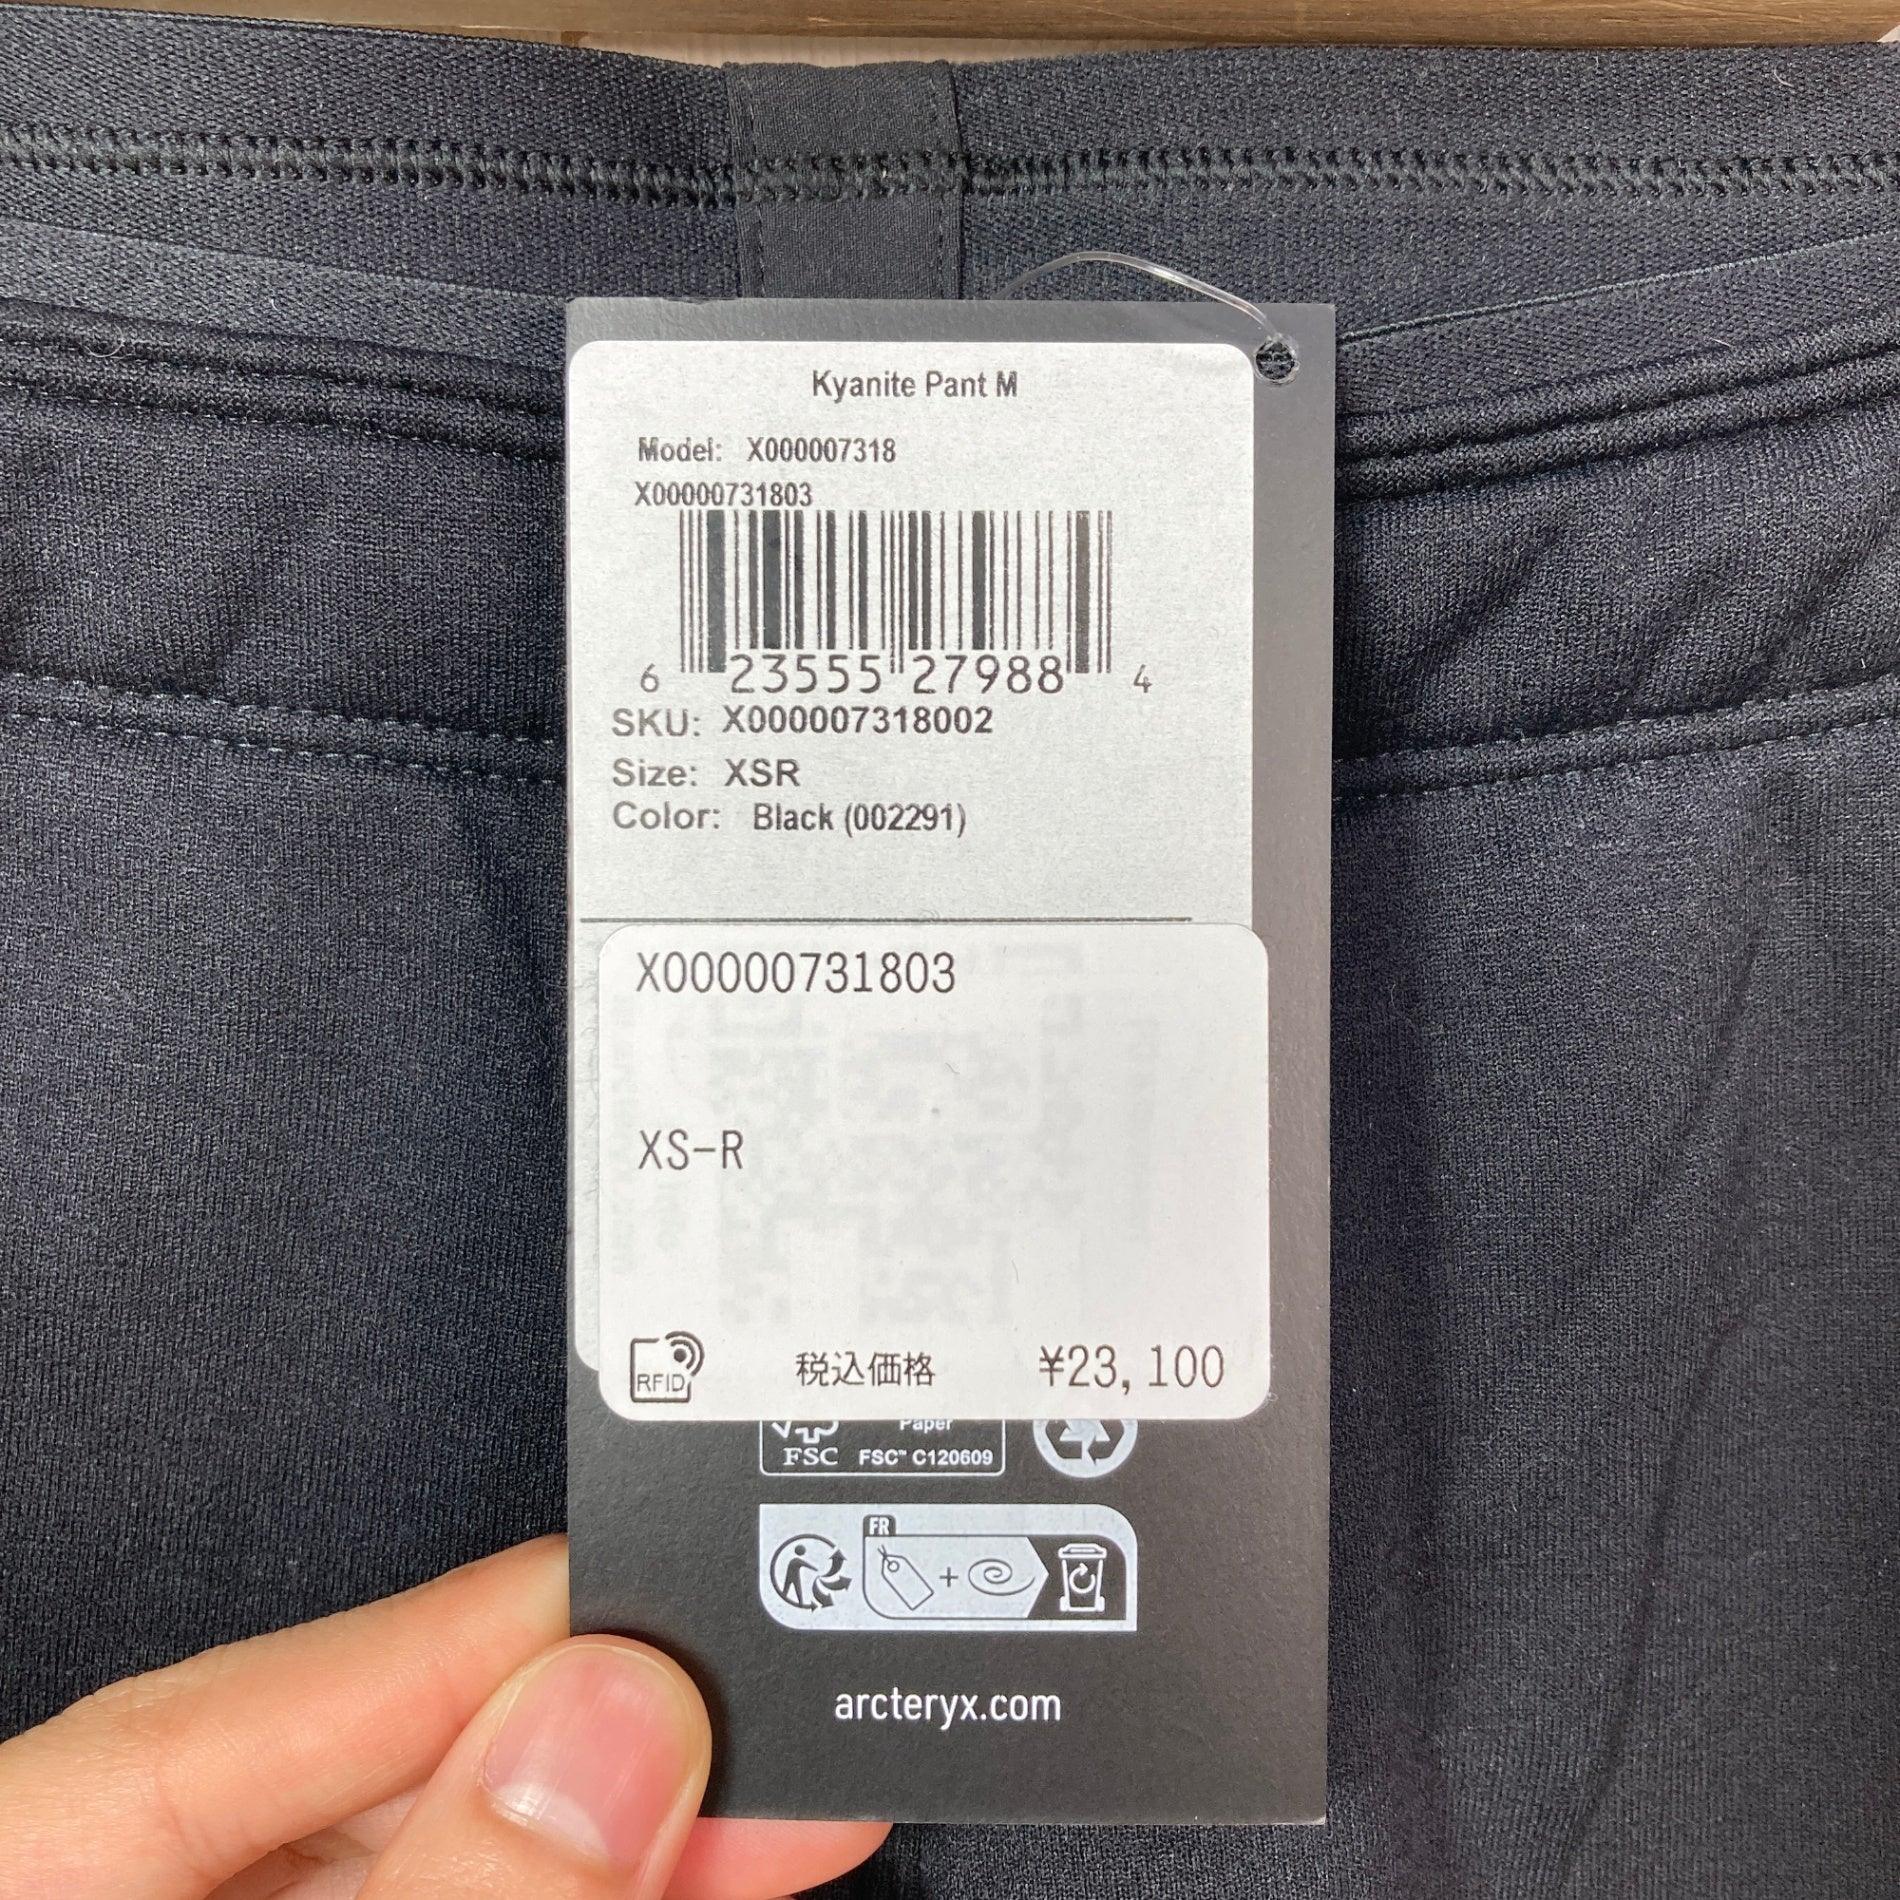 Kyanite Pant M
Model: X000007318
X00000731803
6 23555 27988 4
SKU: X000007318002
Size: XSR
Color: Black (002291)
X00000731803
XS-R
RFID 税込価格 ¥23,100
Paper
FSC FSC™ C120609
FR
+
arcteryx.com